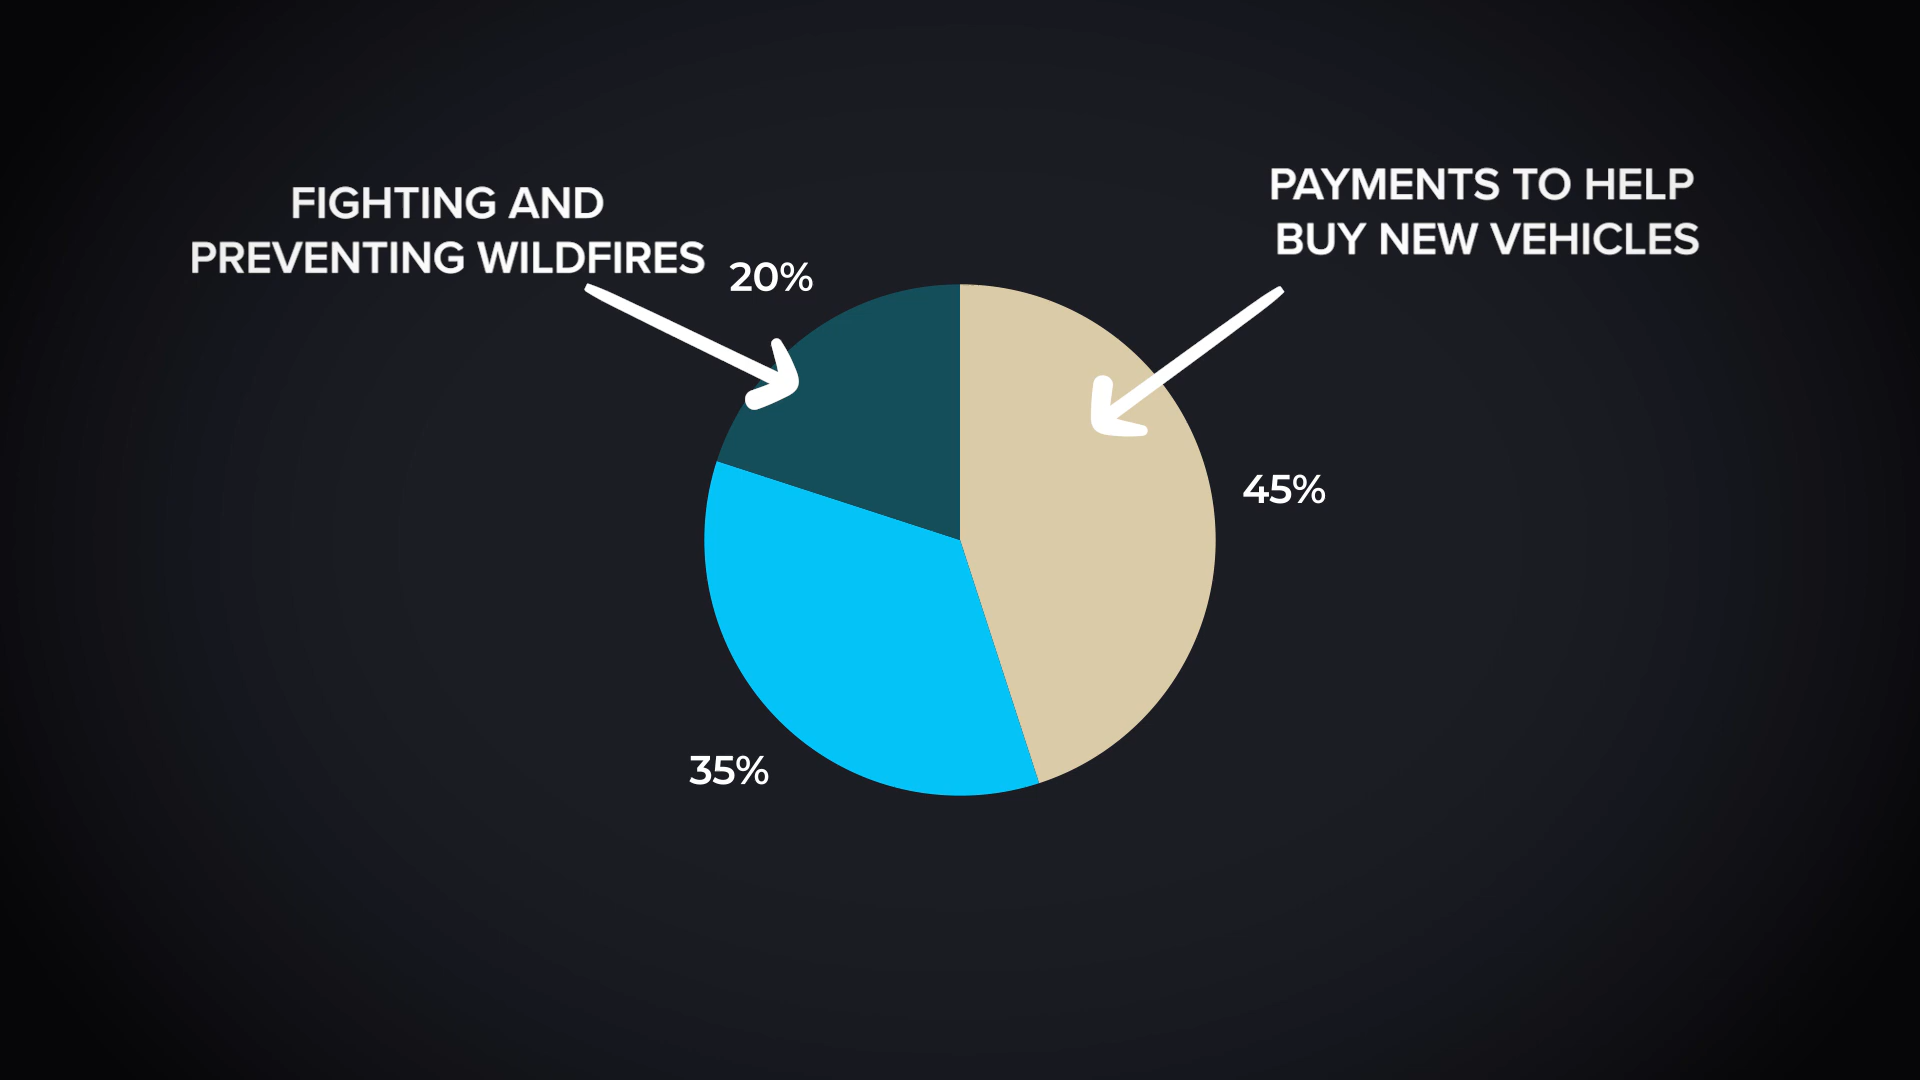 FIGHTING AND
PREVENTING WILDFIRES
20%
PAYMENTS TO HELP
BUY NEW VEHICLES
45%
35%